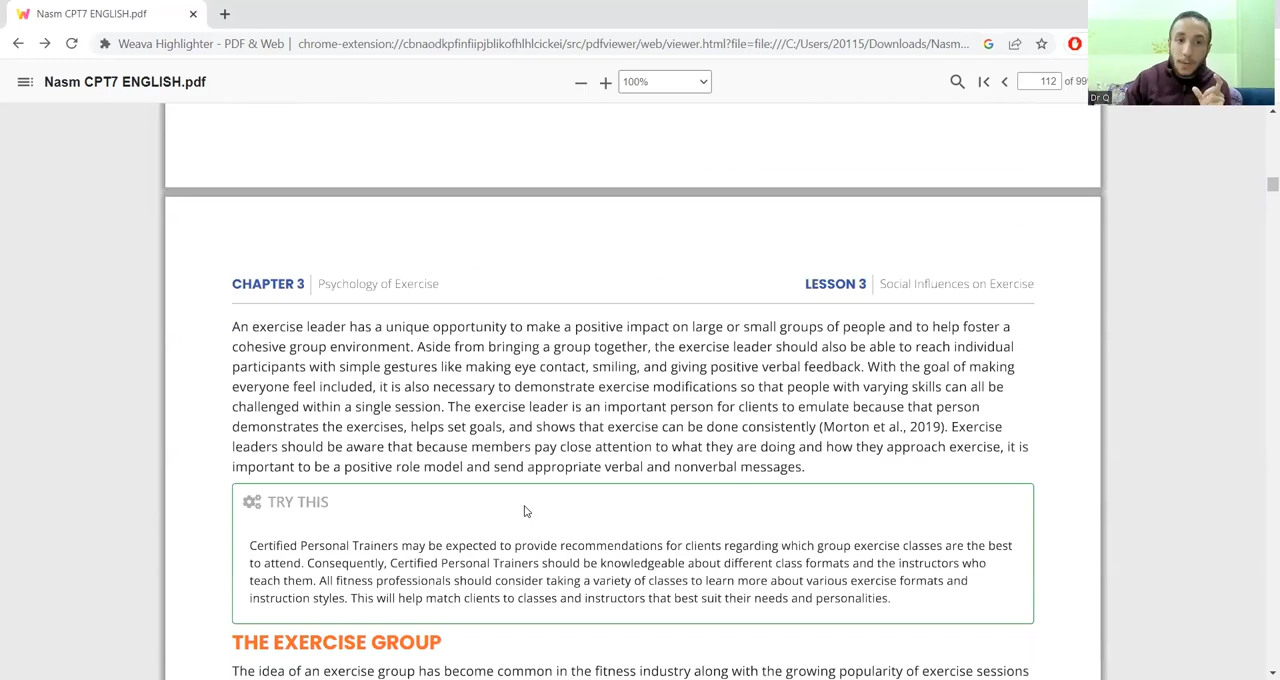 Nasm CPT7 ENGLISH.pdf
Weava Highlighter - PDF & Web | chrome-extension://cbnaodkpfinfiipjblikofhlhlcickei/src/pdfviewer/web/viewer.html?file=file:///C:/Users/20115/Downloads/Nasm...
Nasm CPT7 ENGLISH.pdf
100%
112 of 99
Dr Q
CHAPTER 3 | Psychology of Exercise
LESSON 3 | Social Influences on Exercise
An exercise leader has a unique opportunity to make a positive impact on large or small groups of people and to help foster a
cohesive group environment. Aside from bringing a group together, the exercise leader should also be able to reach individual
participants with simple gestures like making eye contact, smiling, and giving positive verbal feedback. With the goal of making
everyone feel included, it is also necessary to demonstrate exercise modifications so that people with varying skills can all be
challenged within a single session. The exercise leader is an important person for clients to emulate because that person
demonstrates the exercises, helps set goals, and shows that exercise can be done consistently (Morton et al., 2019). Exercise
leaders should be aware that because members pay close attention to what they are doing and how they approach exercise, it is
important to be a positive role model and send appropriate verbal and nonverbal messages.
TRY THIS
Certified Personal Trainers may be expected to provide recommendations for clients regarding which group exercise classes are the best
to attend. Consequently, Certified Personal Trainers should be knowledgeable about different class formats and the instructors who
teach them. All fitness professionals should consider taking a variety of classes to learn more about various exercise formats and
instruction styles. This will help match clients to classes and instructors that best suit their needs and personalities.
THE EXERCISE GROUP
The idea of an exercise group has become common in the fitness industry along with the growing popularity of exercise sessions